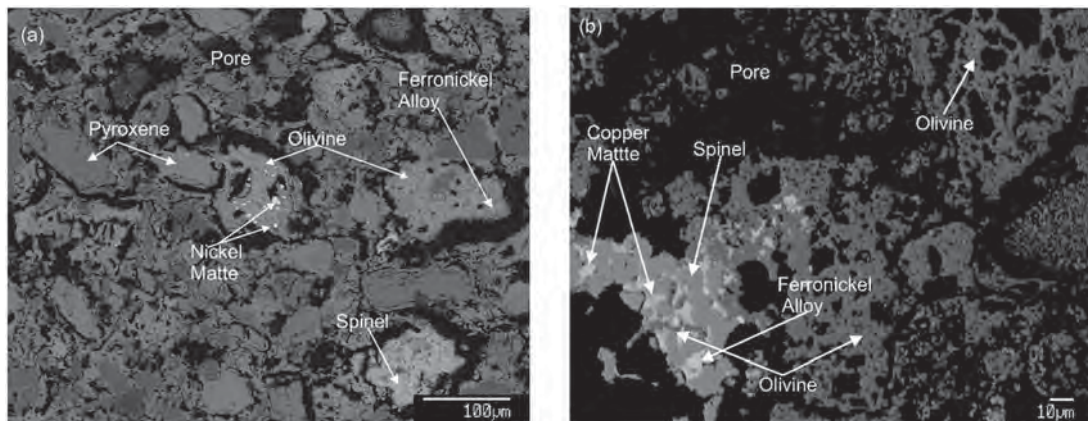 (a)
Pore
Ferronickel
Alloy
Pyroxene
Olivine
Nickel
Matte
Spinel
100µm
(b)
Pore
Olivine
Copper
Mattte
Spinel
Ferronickel
Alloy
Olivine
10µm